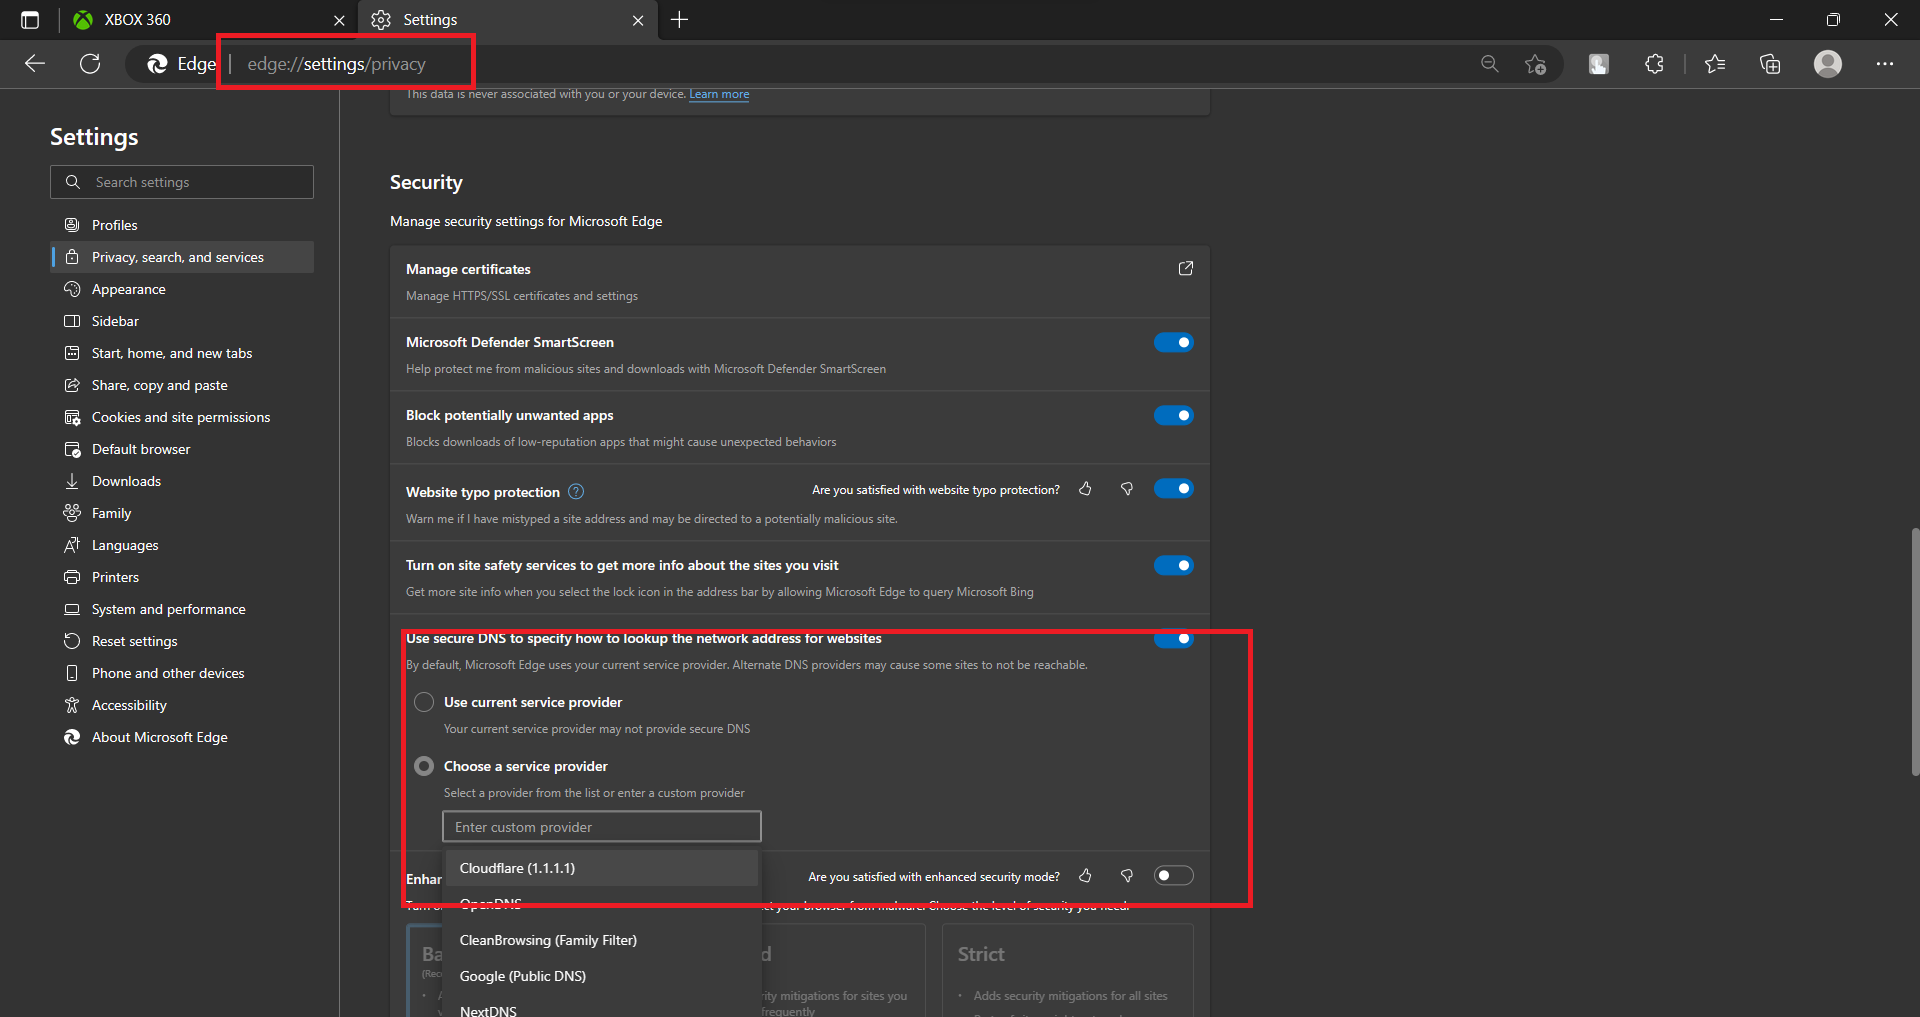 XBOX 360
Settings
Edge
edge://settings/privacy
This data is never associated with you or your device. Learn more
Settings
Search settings
Profiles
Privacy, search, and services
Appearance
Sidebar
Start, home, and new tabs
Share, copy and paste
Cookies and site permissions
Default browser
Downloads
Family
Languages
Printers
System and performance
Reset settings
Phone and other devices
Accessibility
About Microsoft Edge
Security
Manage security settings for Microsoft Edge
Manage certificates
Manage HTTPS/SSL certificates and settings
Microsoft Defender SmartScreen
Help protect me from malicious sites and downloads with Microsoft Defender SmartScreen
Block potentially unwanted apps
Blocks downloads of low-reputation apps that might cause unexpected behaviors
Website typo protection
Are you satisfied with website typo protection?
Warn me if I have mistyped a site address and may be directed to a potentially malicious site.
Turn on site safety services to get more info about the sites you visit
Get more site info when you select the lock icon in the address bar by allowing Microsoft Edge to query Microsoft Bing
Use secure DNS to specify how to lookup the network address for websites
By default, Microsoft Edge uses your current service provider. Alternate DNS providers may cause some sites to not be reachable.
Use current service provider
Your current service provider may not provide secure DNS
Choose a service provider
Select a provider from the list or enter a custom provider
Enter custom provider
Cloudflare (1.1.1.1)
OpenDNS
CleanBrowsing (Family Filter)
Google (Public DNS)
NextDNS
Enhan
Are you satisfied with enhanced security mode?
your browser from malware. Choose the level of security you need.
Ba
(Rec
d
ity mitigations for sites you
frequently
Strict
Adds security mitigations for all sites